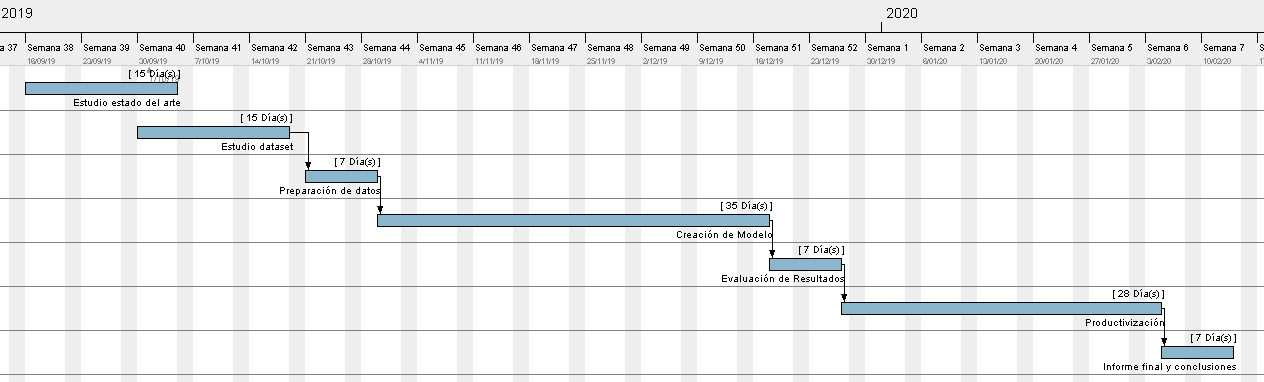 2019
2020
a 37 Semana 38 Semana 39 Semana 40 Semana 41 Semana 42 Semana 43 Semana 44 Semana 45 Semana 46 Semana 47 Semana 48 Semana 49 Semana 50 Semana 51 Semana 52 Semana 1 Semana 2 Semana 3 Semana 4 Semana 5 Semana 6 Semana 7 S
16/09/19 23/09/19 30/09/19 7/10/19 14/10/19 21/10/19 28/10/19 4/11/19 11/11/19 18/11/19 25/11/19 2/12/19 9/12/19 16/12/19 23/12/19 30/12/19 6/01/20 13/01/20 20/01/20 27/01/20 3/02/20 10/02/20 17
[ 15 Día(s) ]
Estudio estado del arte
[ 15 Día(s) ]
Estudio dataset
[ 7 Día(s) ]
Preparación de datos
[ 35 Día(s) ]
Creación de Modelo
[ 7 Día(s) ]
Evaluación de Resultados
[ 28 Día(s) ]
Productivización
[ 7 Día(s) ]
Informe final y conclusiones